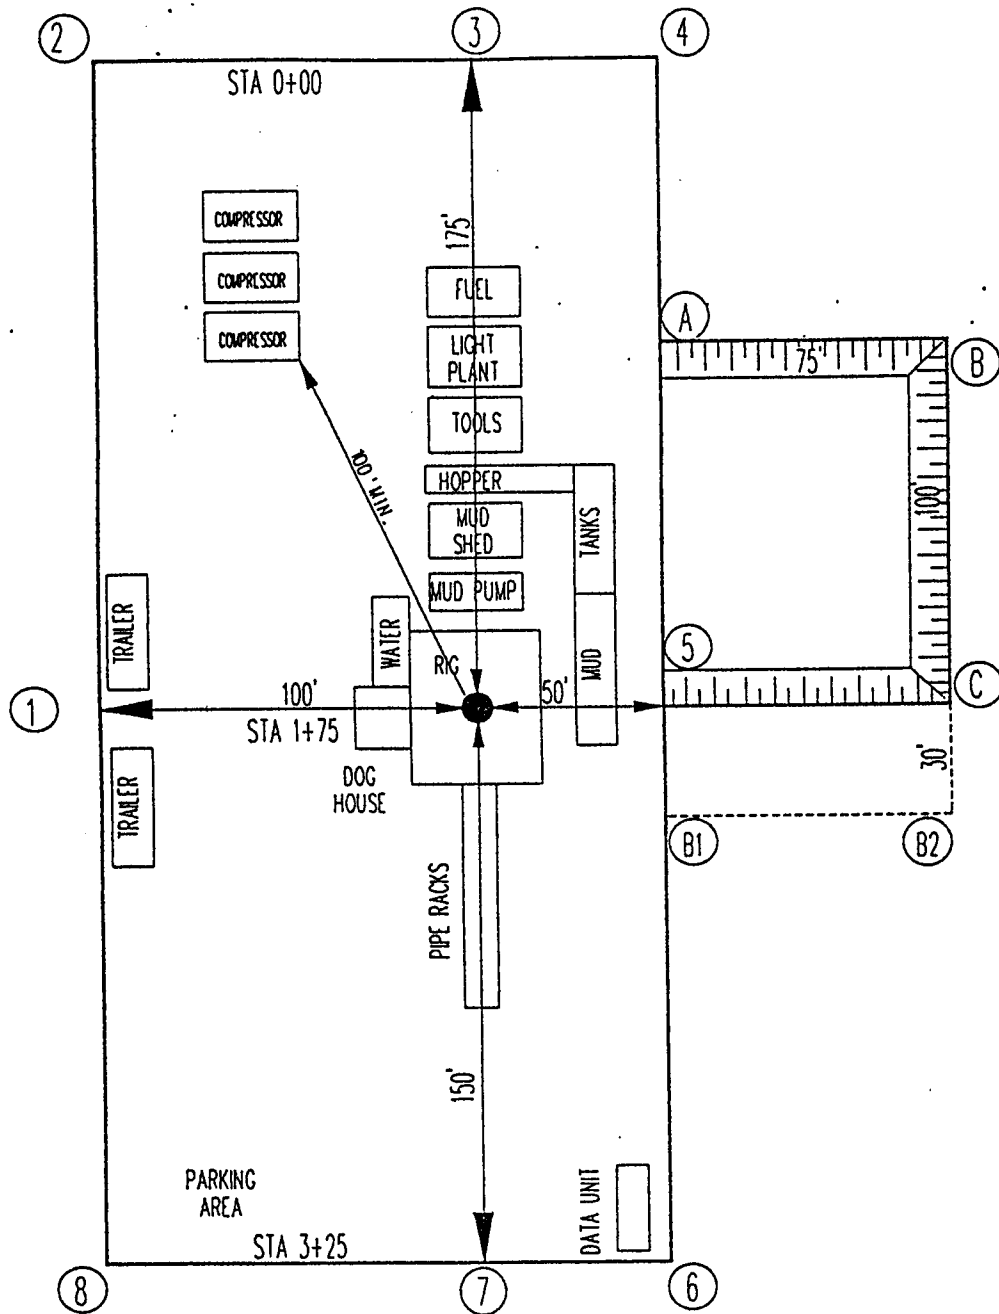 2
3
4
STA 0+00
COMPRESSOR
COMPRESSOR
COMPRESSOR
175'
FUEL
LIGHT
PLANT
TOOLS
HOPPER
MUD
SHED
MUD PUMP
TANKS
MUD
A
75'
B
100'
100' MIN.
TRAILER
WATER
RIG
5
C
1
100'
STA 1+75
50'
30'
TRAILER
DOG
HOUSE
B1
B2
PIPE RACKS
150'
PARKING
AREA
DATA UNIT
STA 3+25
8
7
6